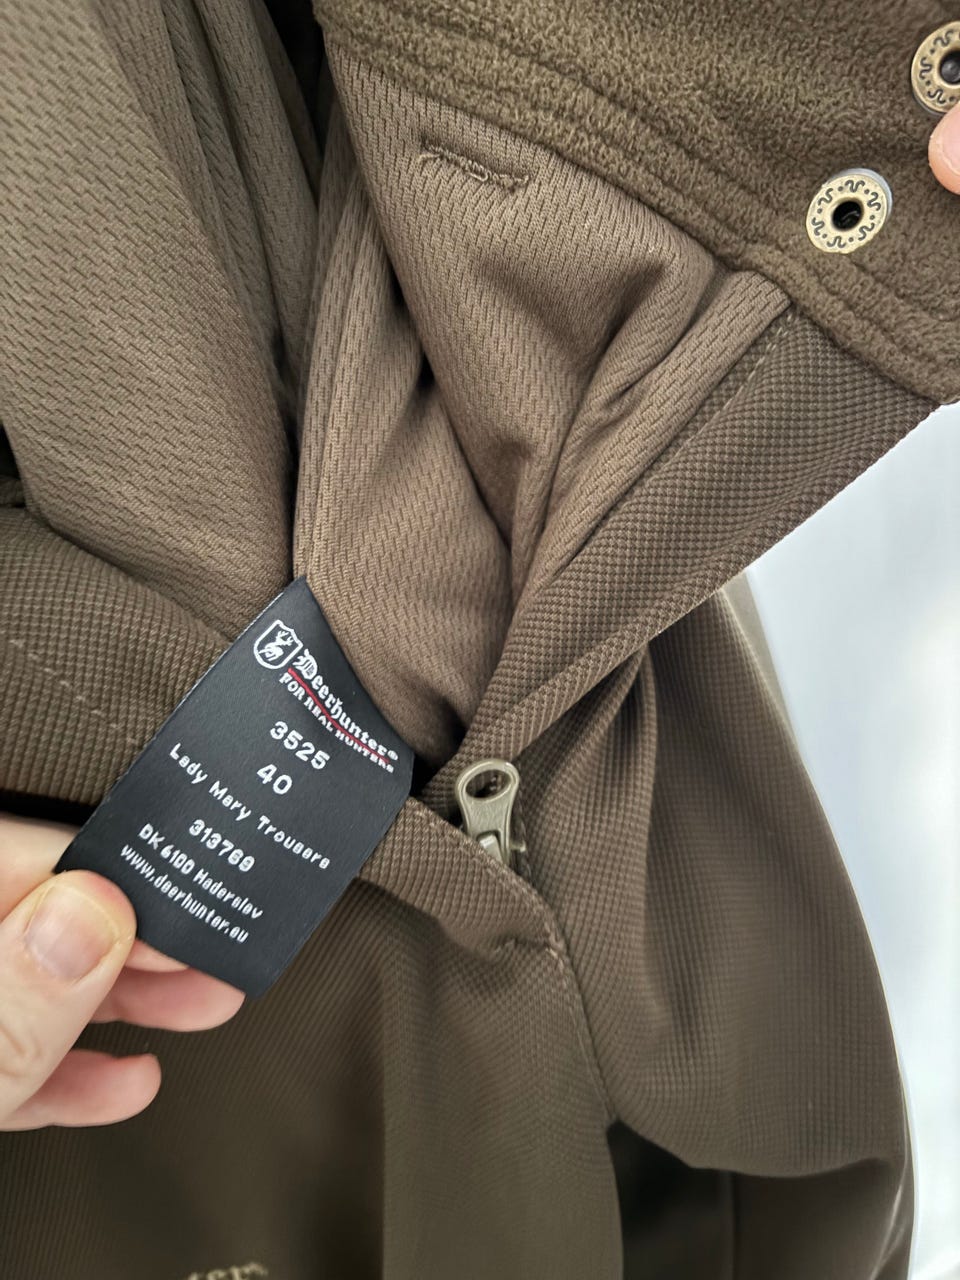 Deerhunter®
FOR REAL HUNTERS
3525
40
Lady Mary Trousers
313769
DK 6100 Haderslev
www.deerhunter.eu